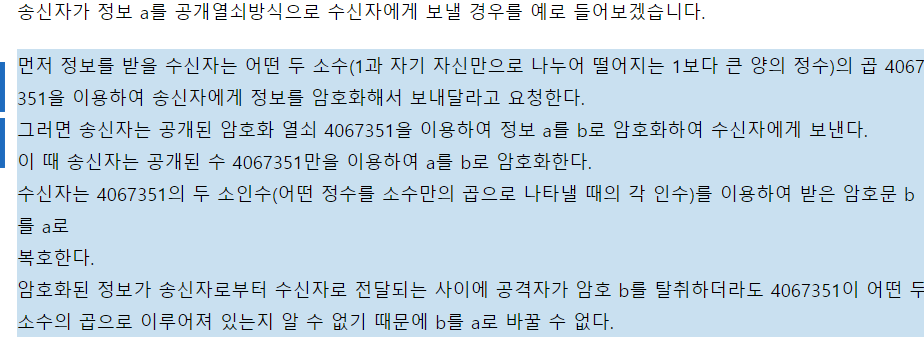 송신자가 정보 a를 공개열쇠방식으로 수신자에게 보낼 경우를 예로 들어보겠습니다.
먼저 정보를 받을 수신자는 어떤 두 소수(1과 자기 자신만으로 나누어 떨어지는 1보다 큰 양의 정수)의 곱 4067
351을 이용하여 송신자에게 정보를 암호화해서 보내달라고 요청한다.
그러면 송신자는 공개된 암호화 열쇠 4067351을 이용하여 정보 a를 b로 암호화하여 수신자에게 보낸다.
이 때 송신자는 공개된 수 4067351만을 이용하여 a를 b로 암호화한다.
수신자는 4067351의 두 소인수(어떤 정수를 소수만의 곱으로 나타낼 때의 각 인수)를 이용하여 받은 암호문 b
를 a로
복호한다.
암호화된 정보가 송신자로부터 수신자로 전달되는 사이에 공격자가 암호 b를 탈취하더라도 4067351이 어떤 두
소수의 곱으로 이루어져 있는지 알 수 없기 때문에 b를 a로 바꿀 수 없다.